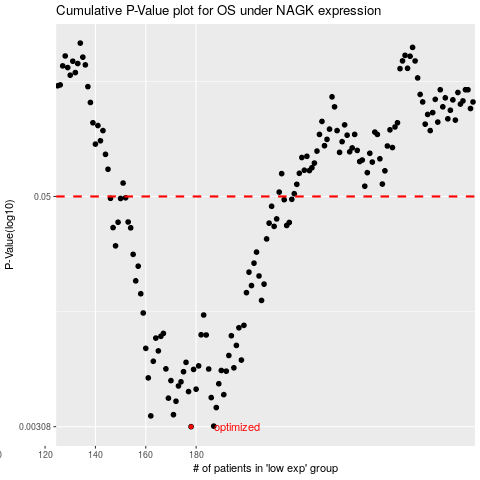 Cumulative P-Value plot for OS under NAGK expression
P-Value(log10)
0.05
0.00308
optimized
0 120 140 160 180
# of patients in 'low exp' group